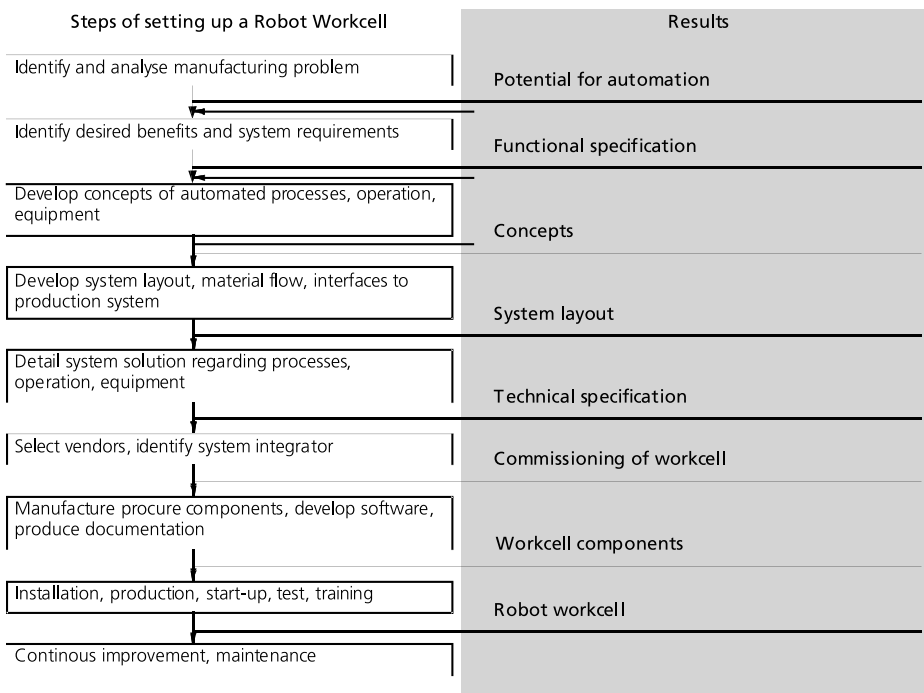 Steps of setting up a Robot Workcell
Results
Identify and analyse manufacturing problem
Potential for automation
Identify desired benefits and system requirements
Functional specification
Develop concepts of automated processes, operation,
equipment
Concepts
Develop system layout, material flow, interfaces to
production system
System layout
Detail system solution regarding processes,
operation, equipment
Technical specification
Select vendors, identify system integrator
Commissioning of workcell
Manufacture procure components, develop software,
produce documentation
Workcell components
Installation, production, start-up, test, training
Robot workcell
Continous improvement, maintenance